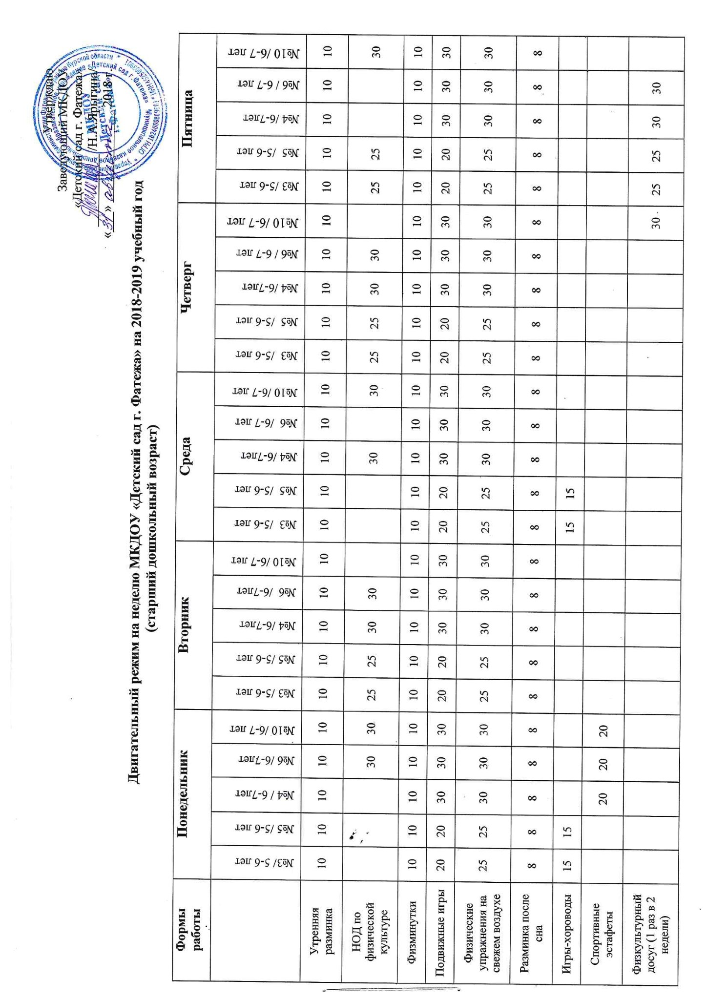 Утверждаю
Заведующий МКДОУ
«Детский сад г. Фатежа»
/Н.А.Ярыгина/
« 31 » августа 2018 г.
Двигательный режим на неделю МКДОУ «Детский сад г. Фатежа» на 2018-2019 учебный год
(старший дошкольный возраст)
Формы работы Понедельник Вторник Среда Четверг Пятница
№3/ 5-6 лет №5 /5-6 лет №4 / 6-7лет №6 /6-7лет №10 /6-7 лет №3 /5-6 лет №5 /5-6 лет №4 /6-7лет №6 /6-7лет №10 /6-7 лет №3 /5-6 лет №5 /5-6 лет №4 /6-7лет №6 /6-7 лет №10 /6-7 лет №3 /5-6 лет №5 /5-6 лет №4 /6-7лет №6 / 6-7 лет №10 /6-7 лет №3 /5-6 лет №5 /5-6 лет №4 /6-7лет №6 / 6-7 лет №10 /6-7 лет
Утренняя разминка 10 10 10 10 10 10 10 10 10 10 10 10 10 10 10 10 10 10 10 10 10 10 10 10 10
НОД по физической культуре 30 30 25 25 30 30 30 30 25 25 30 30 25 25 30
Физминутки 10 10 10 10 10 10 10 10 10 10 10 10 10 10 10 10 10 10 10 10 10 10 10 10 10
Подвижные игры 20 20 30 30 30 20 20 30 30 30 20 20 30 30 30 20 20 30 30 30 20 20 30 30 30
Физические упражнения на свежем воздухе 25 25 30 30 30 25 25 30 30 30 25 25 30 30 30 25 25 30 30 30 25 25 30 30 30
Разминка после сна 8 8 8 8 8 8 8 8 8 8 8 8 8 8 8 8 8 8 8 8 8 8 8 8 8
Игры-хороводы 15 15 15 15
Спортивные эстафеты 20 20 20
Физкультурный досуг (1 раз в 2 недели) 30 25 25 30 30